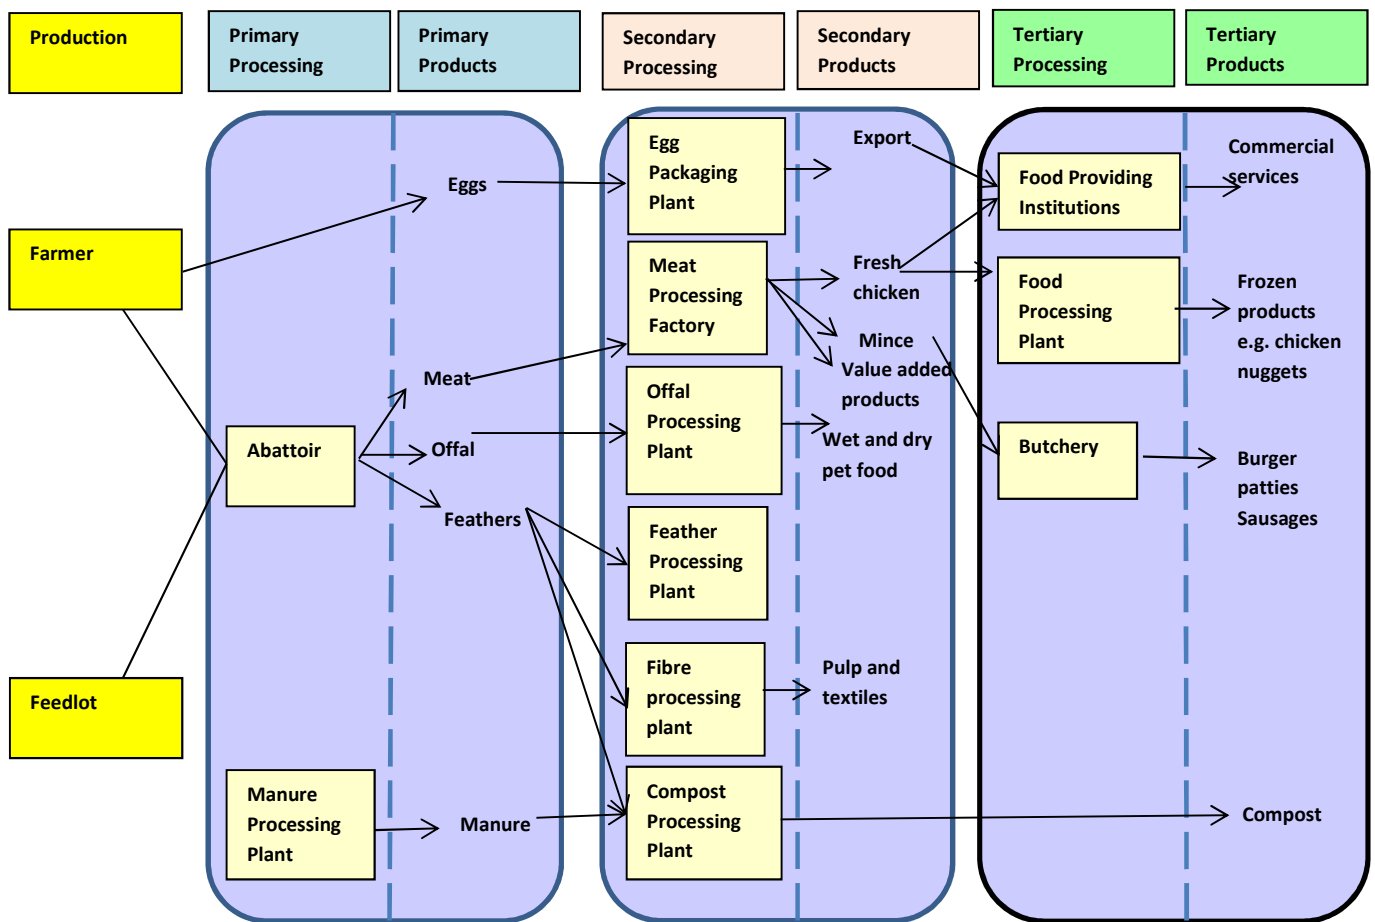 Production
Primary
Processing
Primary
Products
Secondary
Processing
Secondary
Products
Tertiary
Processing
Tertiary
Products
Farmer
Feedlot
Abattoir
Manure
Processing
Plant
Eggs
Meat
Offal
Feathers
Manure
Egg
Packaging
Plant
Meat
Processing
Factory
Offal
Processing
Plant
Feather
Processing
Plant
Fibre
processing
plant
Compost
Processing
Plant
Export
Fresh
chicken
Mince
Value added
products
Wet and dry
pet food
Pulp and
textiles
Food Providing
Institutions
Food
Processing
Plant
Butchery
Commercial
services
Frozen
products
e.g. chicken
nuggets
Burger
patties
Sausages
Compost